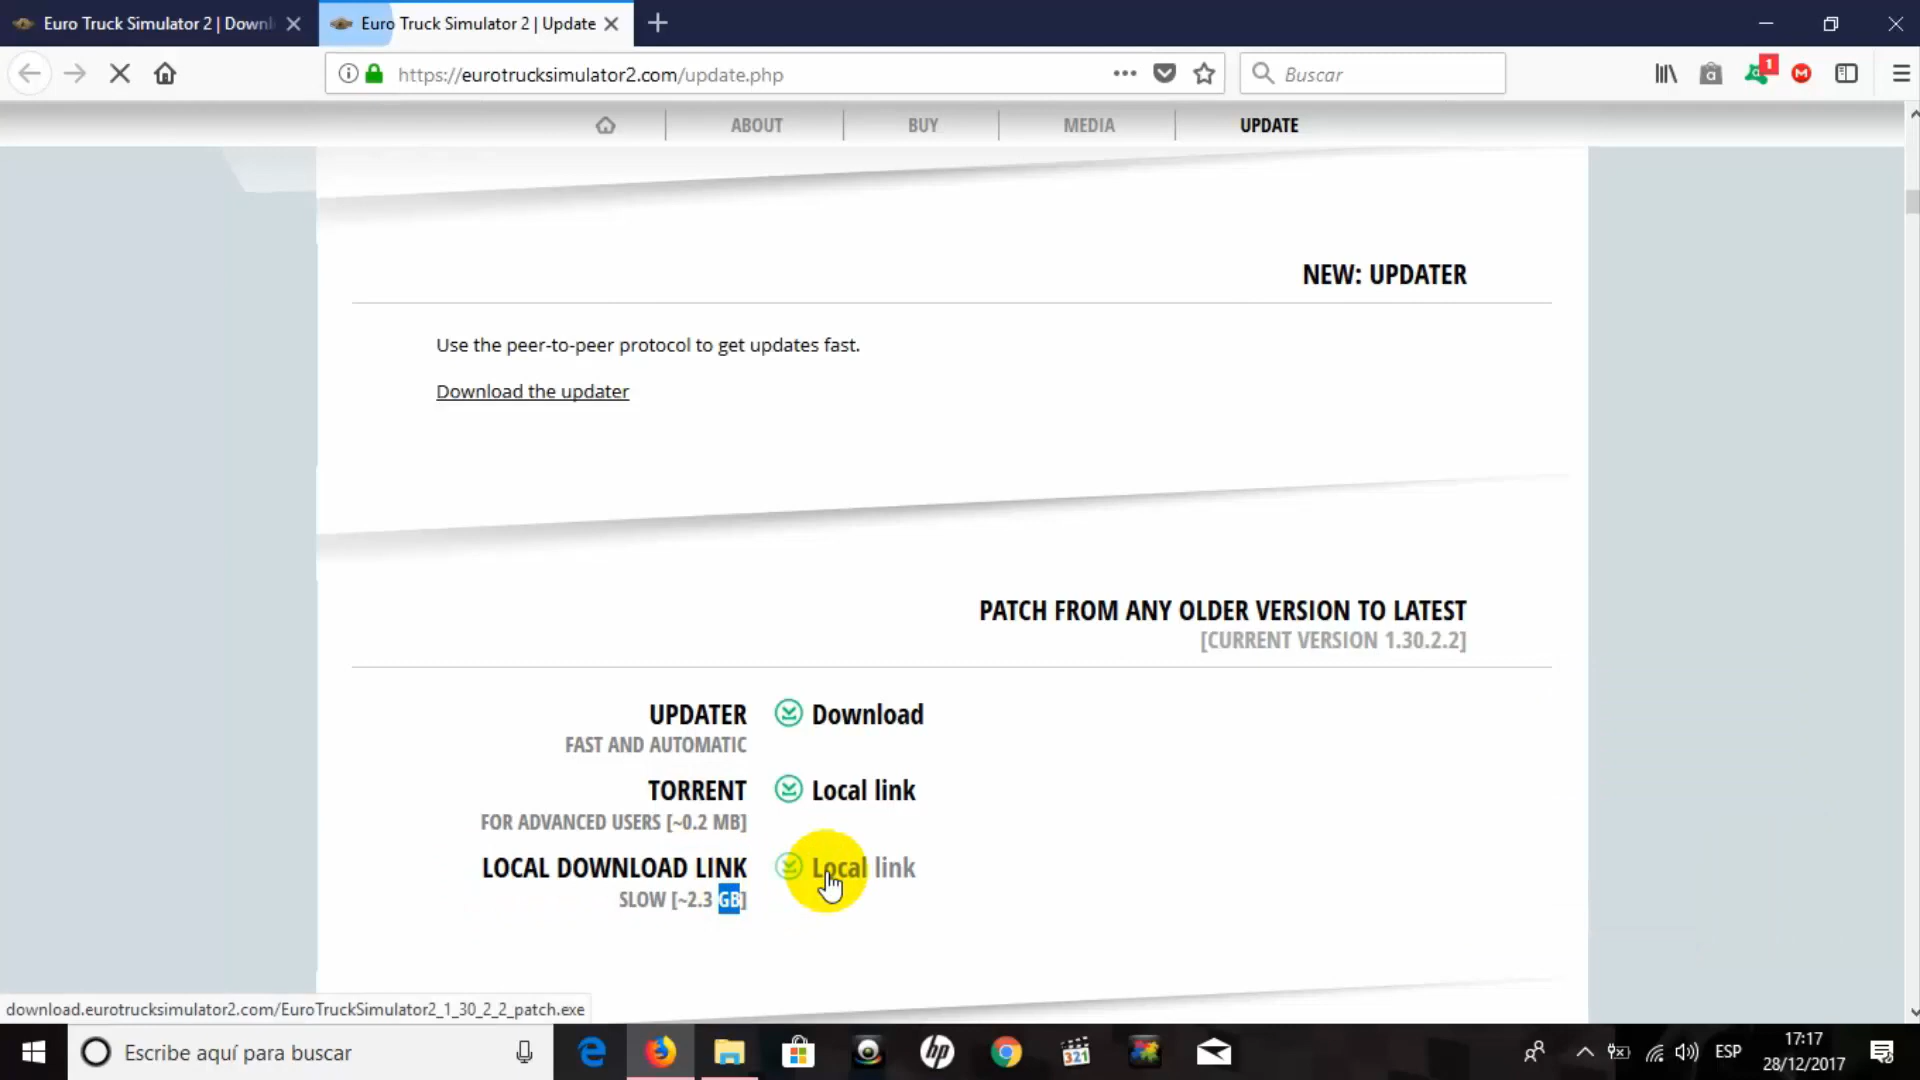 Euro Truck Simulator 2 | Downl
Euro Truck Simulator 2 | Update
https://eurotrucksimulator2.com/update.php
Buscar
1
ABOUT
BUY
MEDIA
UPDATE
NEW: UPDATER
Use the peer-to-peer protocol to get updates fast.
Download the updater
PATCH FROM ANY OLDER VERSION TO LATEST
[CURRENT VERSION 1.30.2.2]
UPDATER Download
FAST AND AUTOMATIC
TORRENT Local link
FOR ADVANCED USERS [~0.2 MB]
LOCAL DOWNLOAD LINK Local link
SLOW [~2.3 GB]
download.eurotrucksimulator2.com/EuroTruckSimulator2_1_30_2_2_patch.exe
Escribe aquí para buscar
hp
321
ESP
17:17
28/12/2017